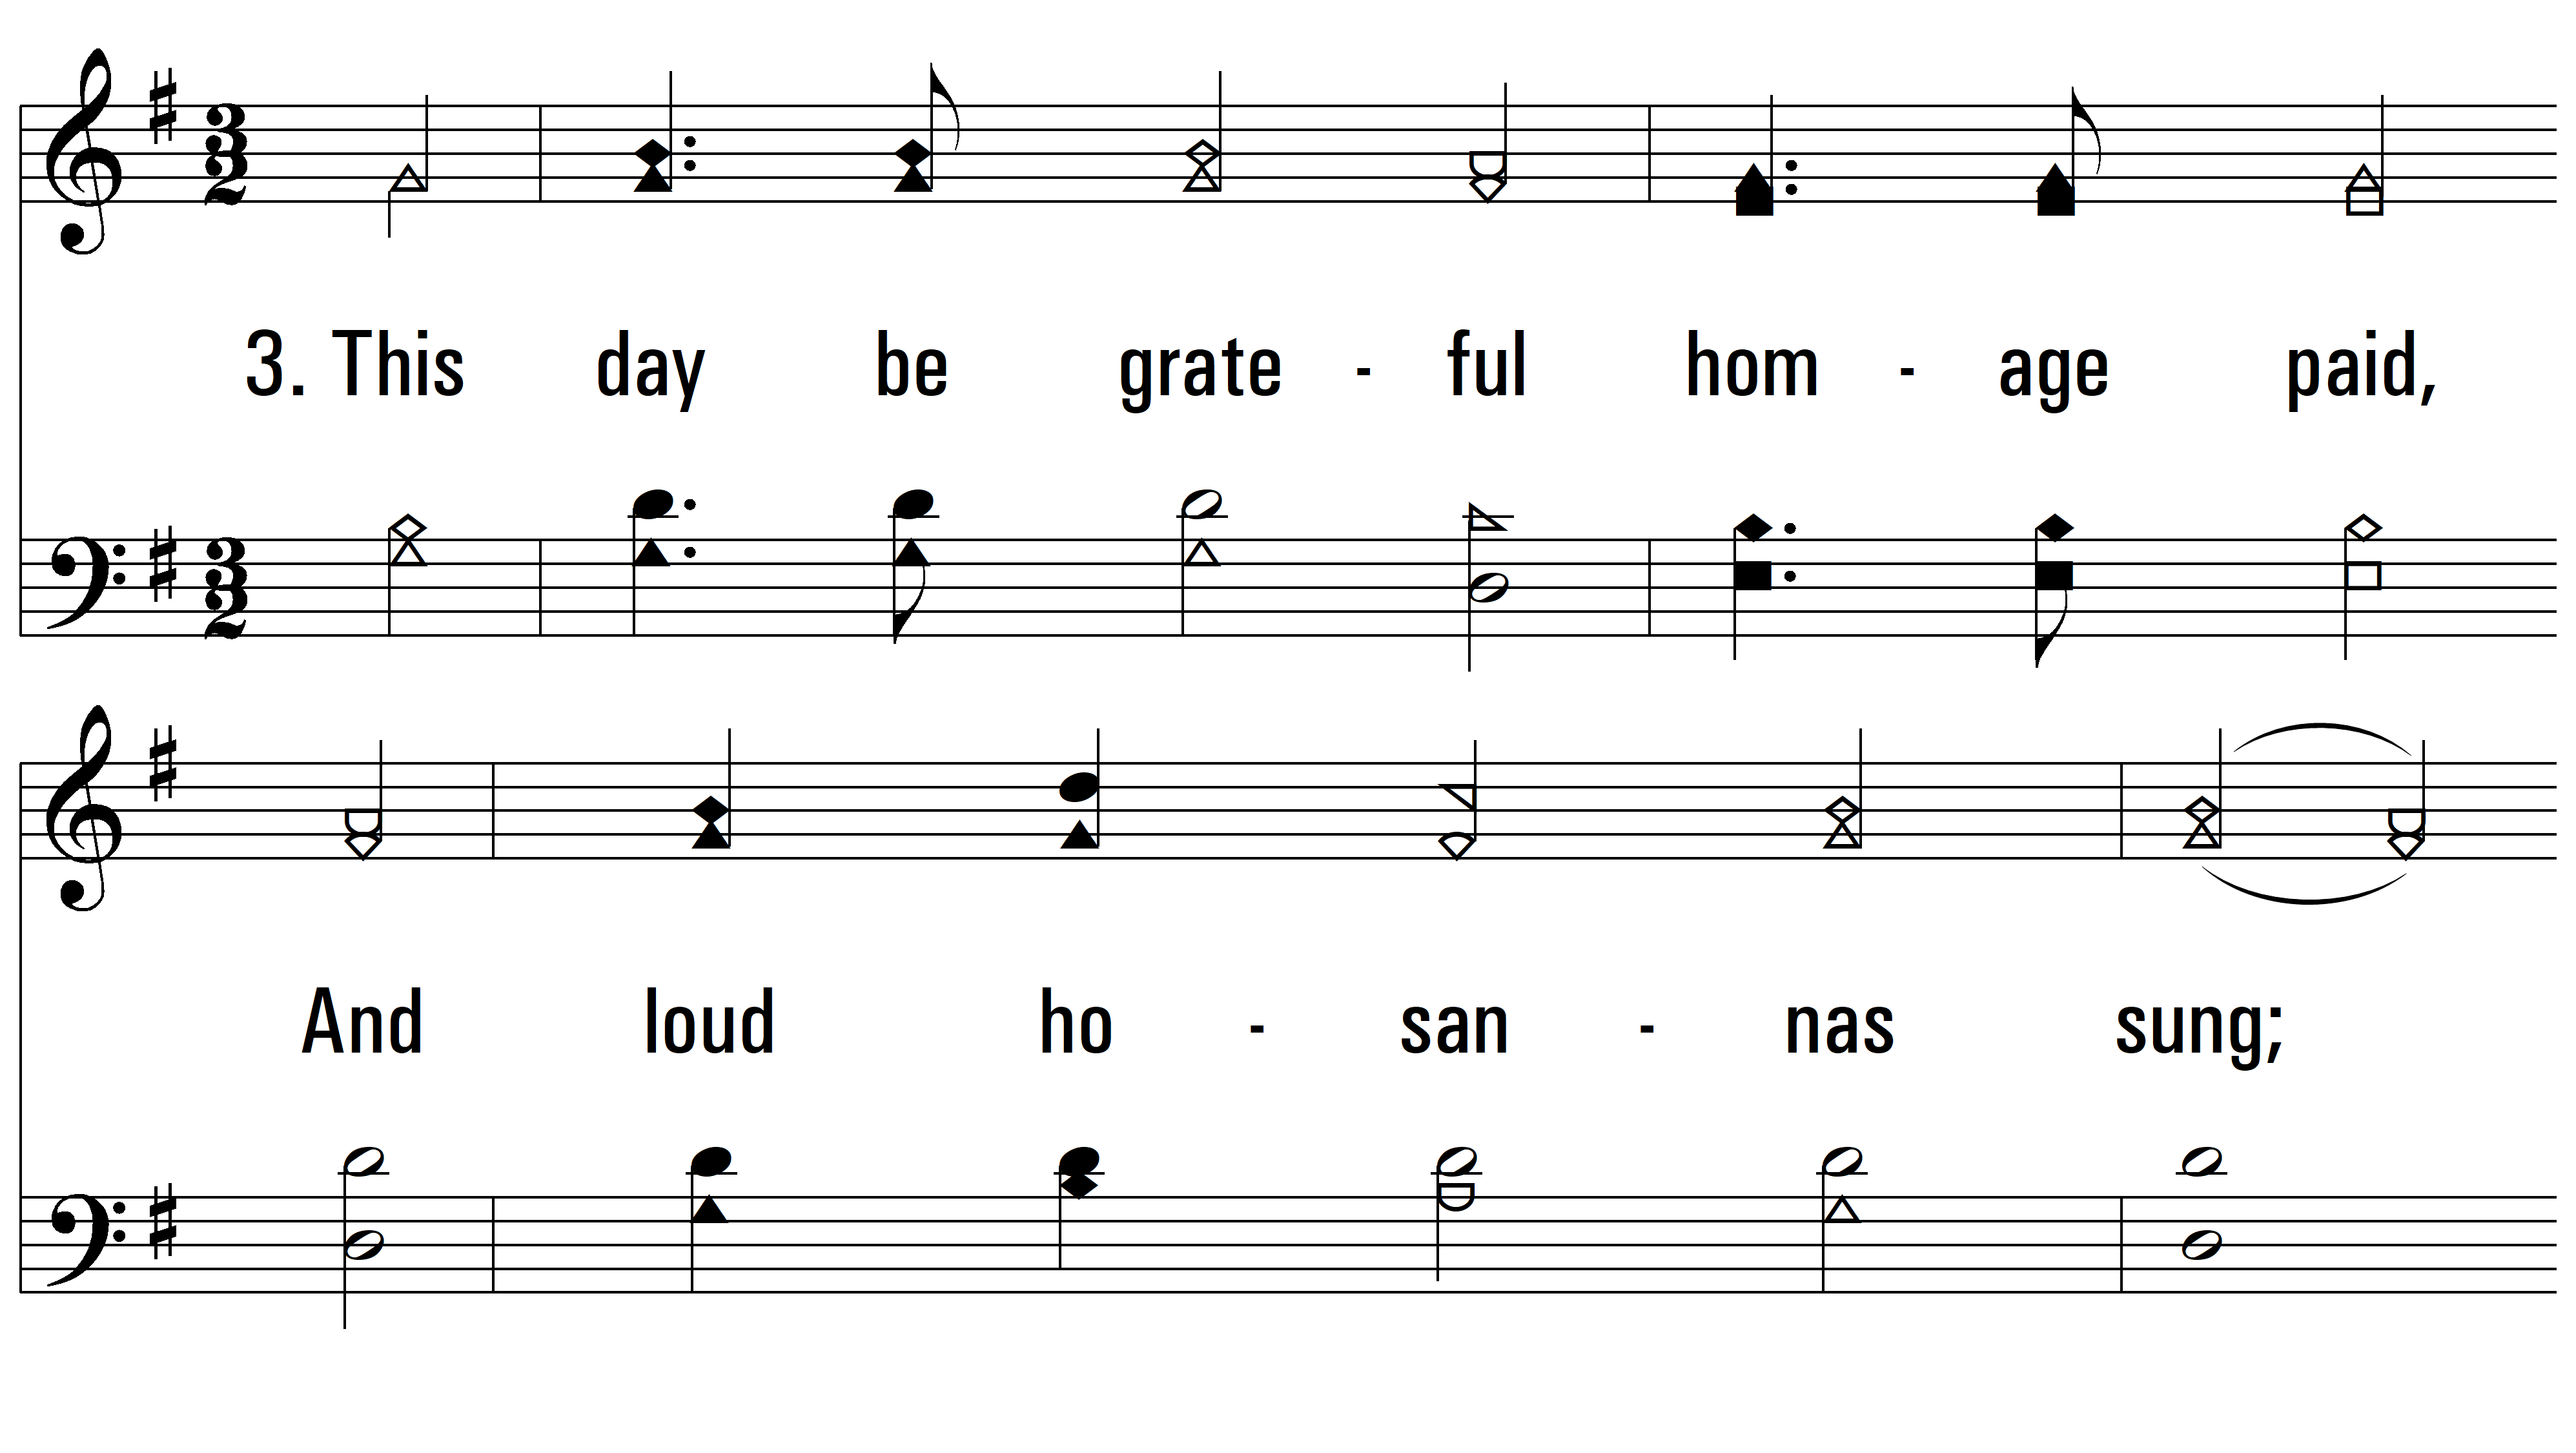 3. This day be grate - ful hom - age paid,
And loud ho - san - nas sung;